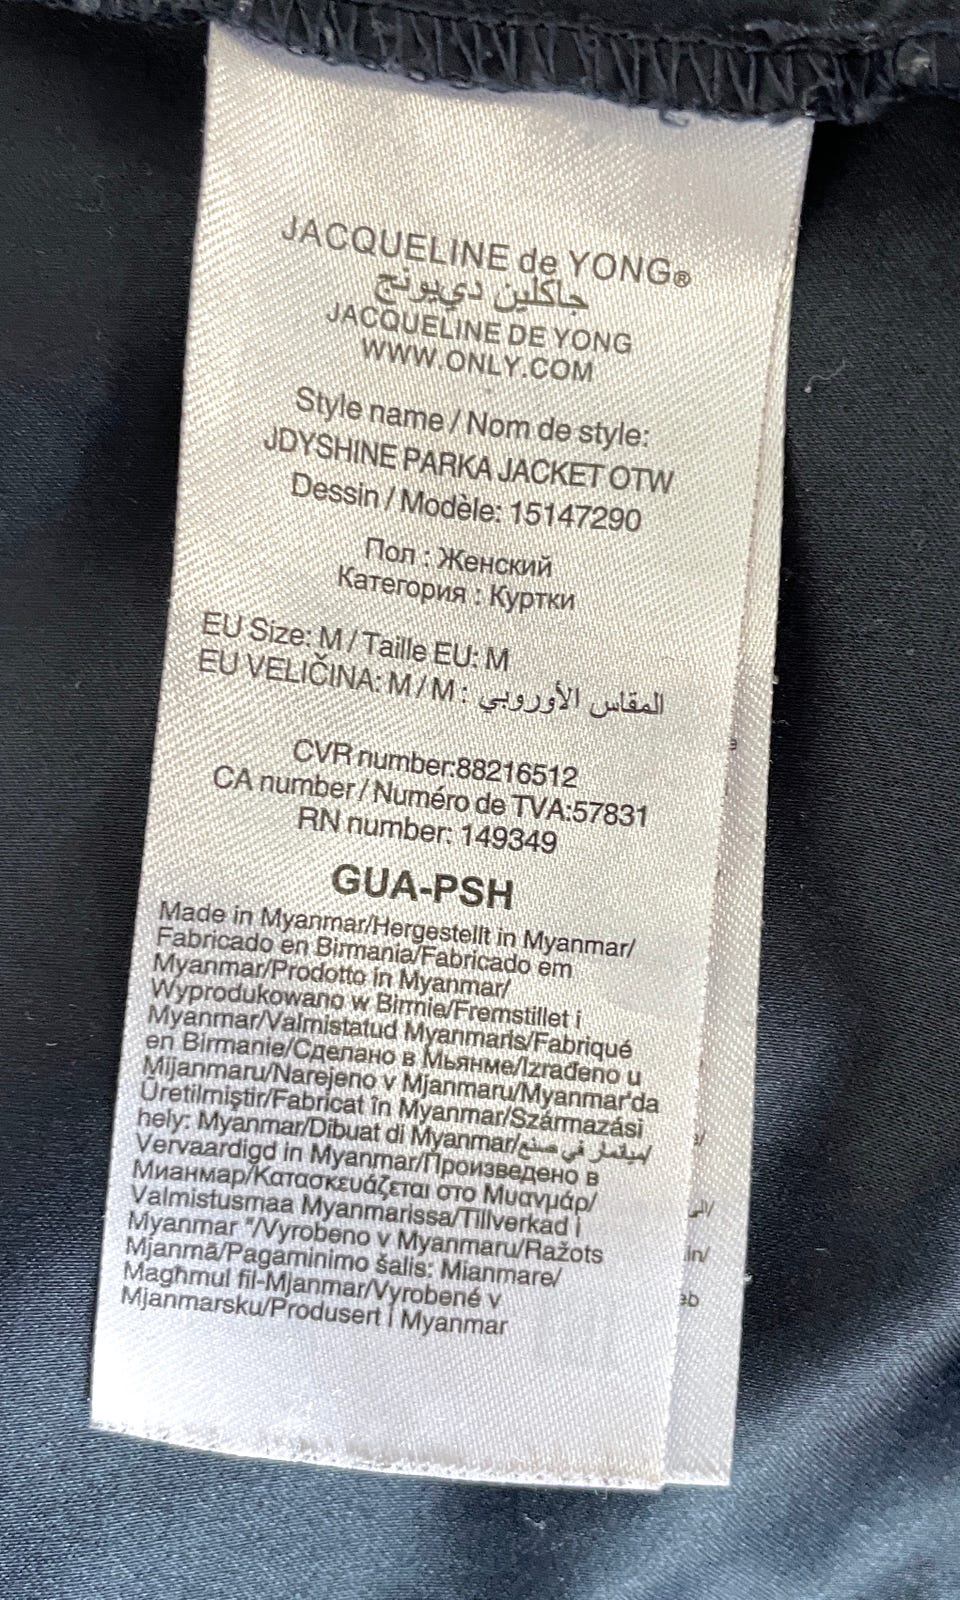 JACQUELINE de YONG®
جاكلين دي يونج
JACQUELINE DE YONG
WWW.ONLY.COM
Style name / Nom de style:
JDYSHINE PARKA JACKET OTW
Dessin / Modèle: 15147290
Пол : Женский
Категория : Куртки
EU Size: M / Taille EU: M
EU VELIČINA: M / M : المقاس الأوروبي
CVR number:88216512
CA number / Numéro de TVA:57831
RN number: 149349
GUA-PSH
Made in Myanmar/Hergestellt in Myanmar/
Fabricado en Birmania/Fabricado em
Myanmar/Prodotto in Myanmar/
Wyprodukowano w Birmie/Fremstillet i
Myanmar/Valmistatud Myanmaris/Fabriqué
en Birmanie/Сделано в Мьянме/Izrađeno u
Mijanmaru/Narejeno v Mjanmaru/Myanmar'da
Üretilmiştir/Fabricat în Myanmar/Származási
hely: Myanmar/Dibuat di Myanmar/ميانمار في صنع/
Vervaardigd in Myanmar/Произведено в
Мианмар/Κατασκευάζεται στο Μυανμάρ/
Valmistusmaa Myanmarissa/Tillverkad i
Myanmar "/Vyrobeno v Myanmaru/Ražots
Mjanmā/Pagaminimo šalis: Mianmare/
Magħmul fil-Mjanmar/Vyrobené v
Mjanmarsku/Produsert i Myanmar